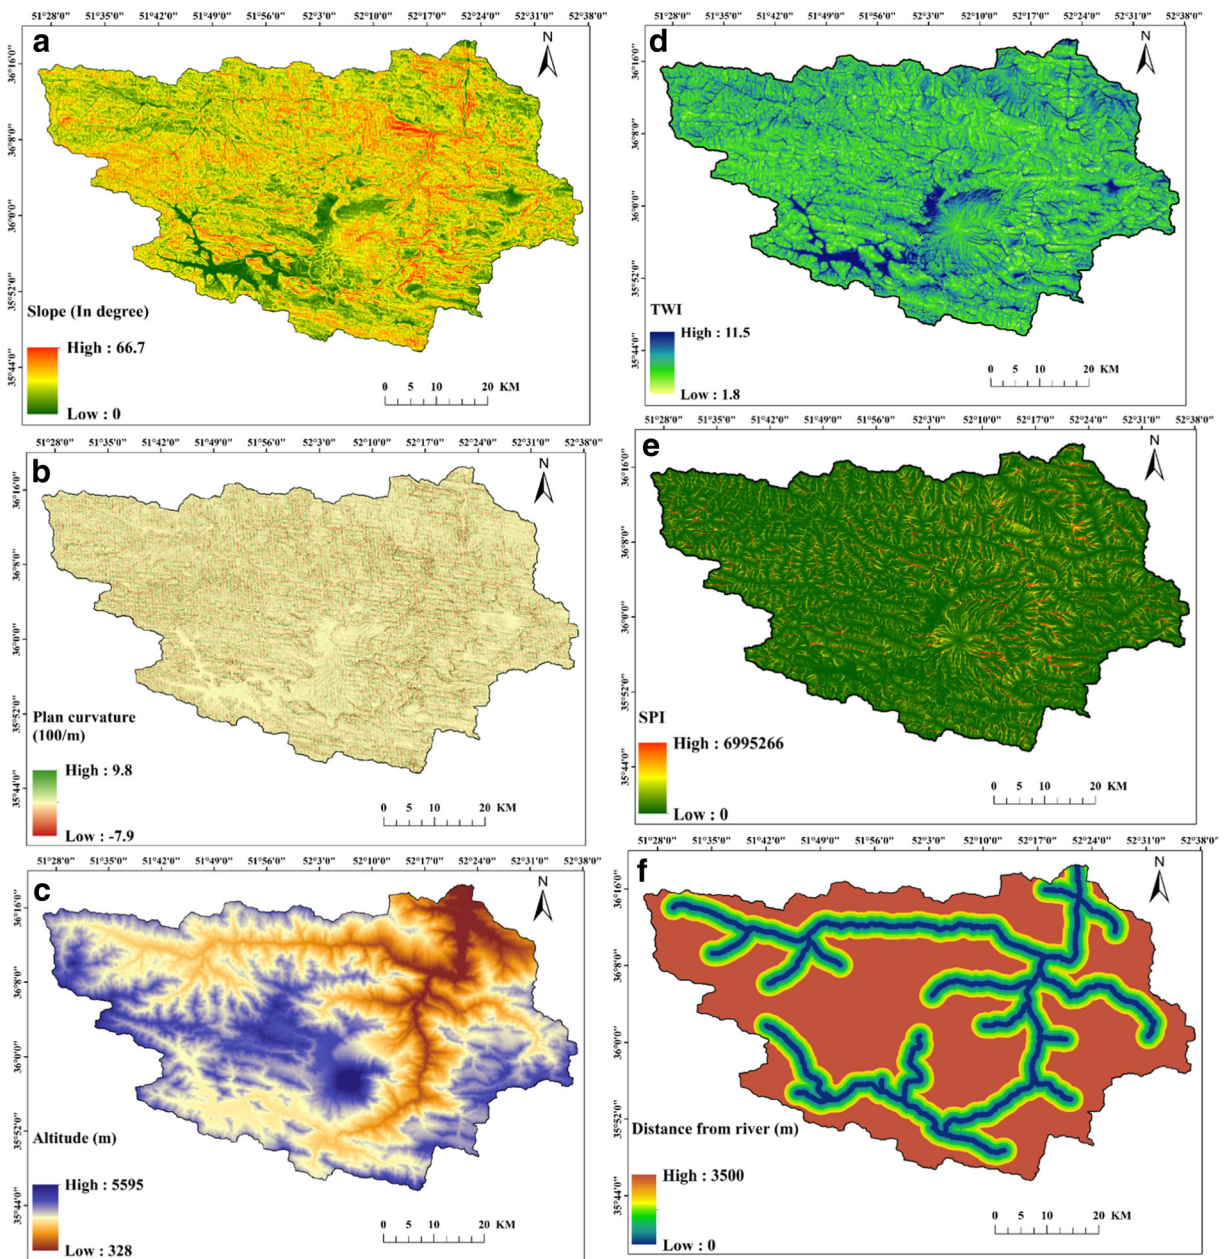 51°28'0'' 51°35'0'' 51°42'0'' 51°49'0'' 51°56'0'' 52°3'0'' 52°10'0'' 52°17'0'' 52°24'0'' 52°31'0'' 52°38'0''
a
N
36°16'0''
36°8'0''
36°0'0''
35°52'0''
35°44'0''
Slope (In degree)
High : 66.7
Low : 0
0 5 10 20 KM
51°28'0'' 51°35'0'' 51°42'0'' 51°49'0'' 51°56'0'' 52°3'0'' 52°10'0'' 52°17'0'' 52°24'0'' 52°31'0'' 52°38'0''
d
N
36°16'0''
36°8'0''
36°0'0''
35°52'0''
35°44'0''
TWI
High : 11.5
Low : 1.8
0 5 10 20 KM
51°28'0'' 51°35'0'' 51°42'0'' 51°49'0'' 51°56'0'' 52°3'0'' 52°10'0'' 52°17'0'' 52°24'0'' 52°31'0'' 52°38'0''
b
N
36°16'0''
36°8'0''
36°0'0''
35°52'0''
35°44'0''
Plan curvature
(100/m)
High : 9.8
Low : -7.9
0 5 10 20 KM
51°28'0'' 51°35'0'' 51°42'0'' 51°49'0'' 51°56'0'' 52°3'0'' 52°10'0'' 52°17'0'' 52°24'0'' 52°31'0'' 52°38'0''
e
N
36°16'0''
36°8'0''
36°0'0''
35°52'0''
35°44'0''
SPI
High : 6995266
Low : 0
0 5 10 20 KM
51°28'0'' 51°35'0'' 51°42'0'' 51°49'0'' 51°56'0'' 52°3'0'' 52°10'0'' 52°17'0'' 52°24'0'' 52°31'0'' 52°38'0''
c
N
36°16'0''
36°8'0''
36°0'0''
35°52'0''
35°44'0''
Altitude (m)
High : 5595
Low : 328
0 5 10 20 KM
51°28'0'' 51°35'0'' 51°42'0'' 51°49'0'' 51°56'0'' 52°3'0'' 52°10'0'' 52°17'0'' 52°24'0'' 52°31'0'' 52°38'0''
f
N
36°16'0''
36°8'0''
36°0'0''
35°52'0''
35°44'0''
Distance from river (m)
High : 3500
Low : 0
0 5 10 20 KM